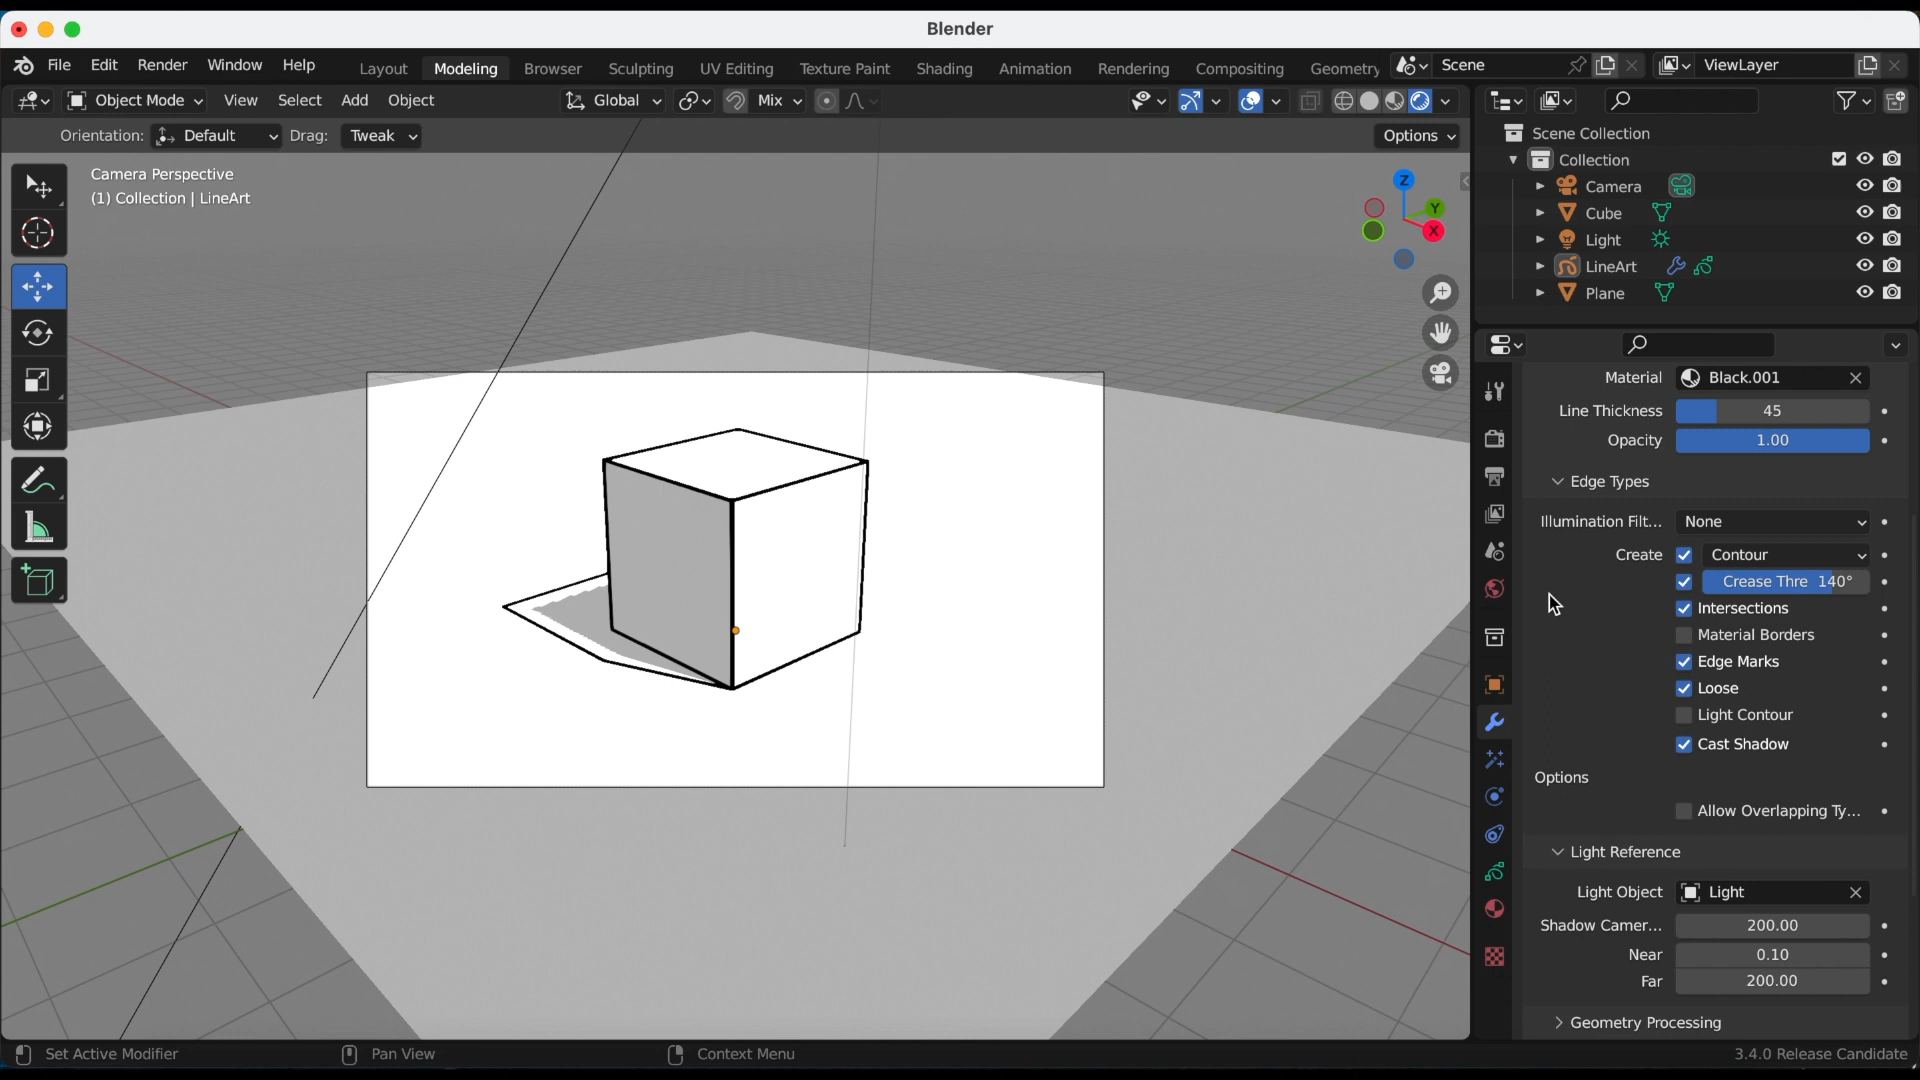 Blender
File Edit Render Window Help Layout Modeling Browser Sculpting UV Editing Texture Paint Shading Animation Rendering Compositing Geometry Scene ViewLayer
Object Mode View Select Add Object Global Mix
Orientation: Default Drag: Tweak Options
Camera Perspective
(1) Collection | LineArt
Z
Y
X
Scene Collection
Collection
Camera
Cube
Light
LineArt
Plane
Material Black.001
Line Thickness 45
Opacity 1.00
Edge Types
Illumination Filt... None
Create Contour
Crease Thre 140°
Intersections
Material Borders
Edge Marks
Loose
Light Contour
Cast Shadow
Options
Allow Overlapping Ty...
Light Reference
Light Object Light
Shadow Camer... 200.00
Near 0.10
Far 200.00
Geometry Processing
Set Active Modifier Pan View Context Menu 3.4.0 Release Candidate